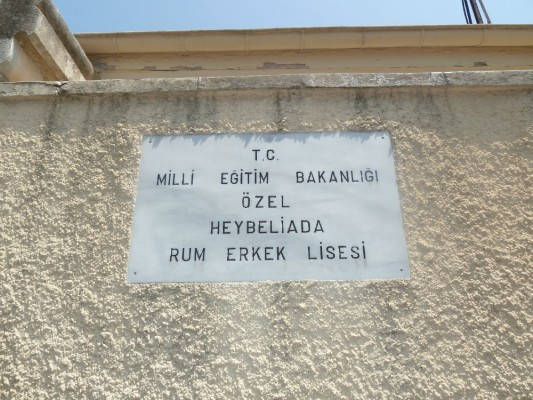 T.C.
MİLLİ EĞİTİM BAKANLIĞI
ÖZEL
HEYBELİADA
RUM ERKEK LİSESİ